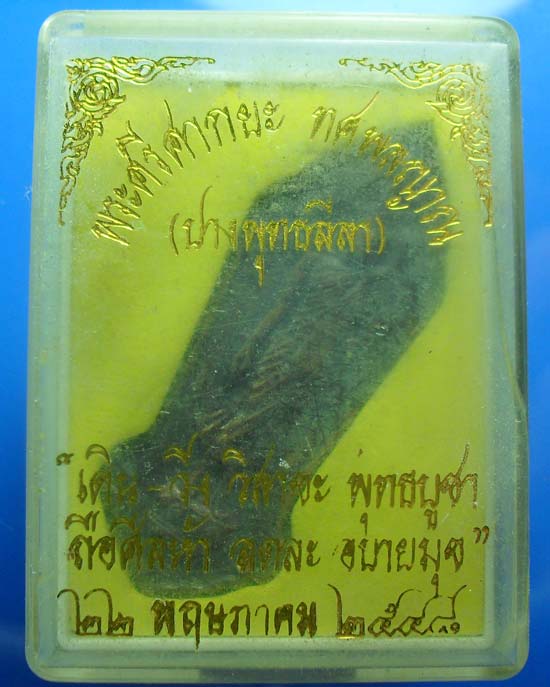 พระศรีศากยะ ทศพลญาณ
(ปางพุทธลีลา)
"เดิน - วิ่ง วิสาขะ พุทธบูชา
ถือศีลห้า ลดละ อบายมุข"
๒๒ พฤษภาคม ๒๕๔๘